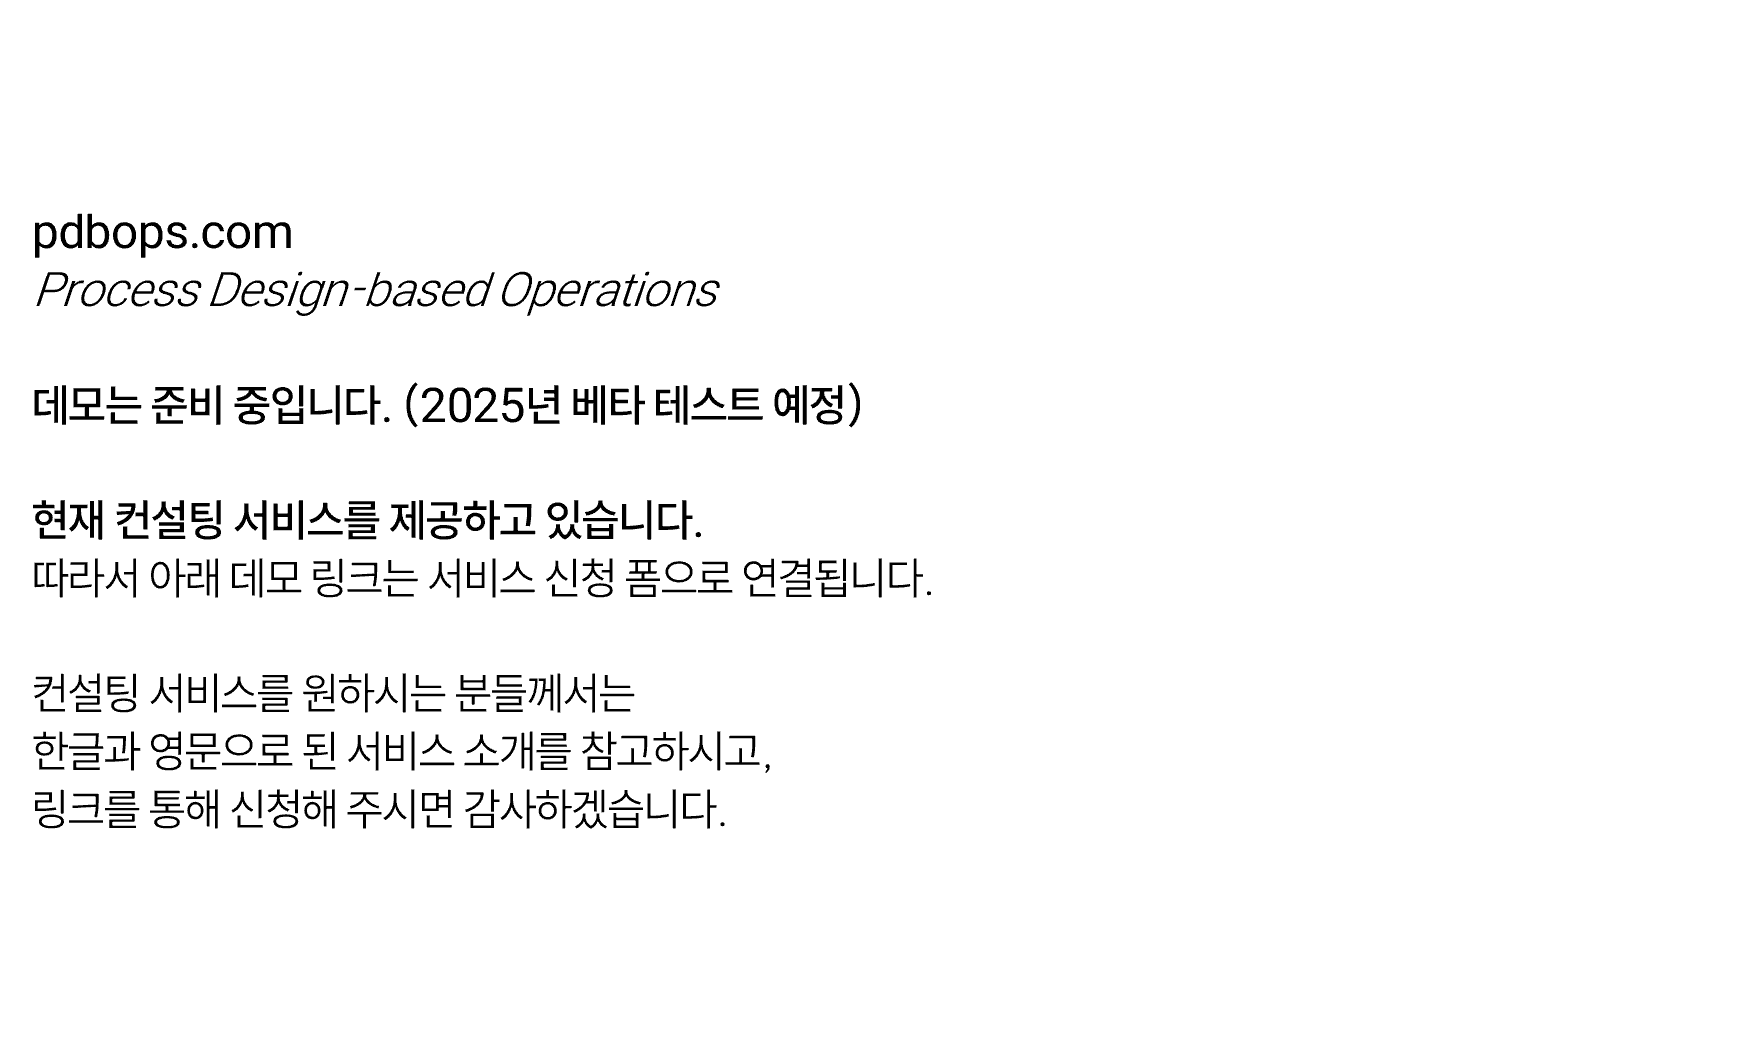 pdbops.com
Process Design-based Operations
데모는 준비 중입니다. (2025년 베타 테스트 예정)
현재 컨설팅 서비스를 제공하고 있습니다.
따라서 아래 데모 링크는 서비스 신청 폼으로 연결됩니다.
컨설팅 서비스를 원하시는 분들께서는
한글과 영문으로 된 서비스 소개를 참고하시고,
링크를 통해 신청해 주시면 감사하겠습니다.